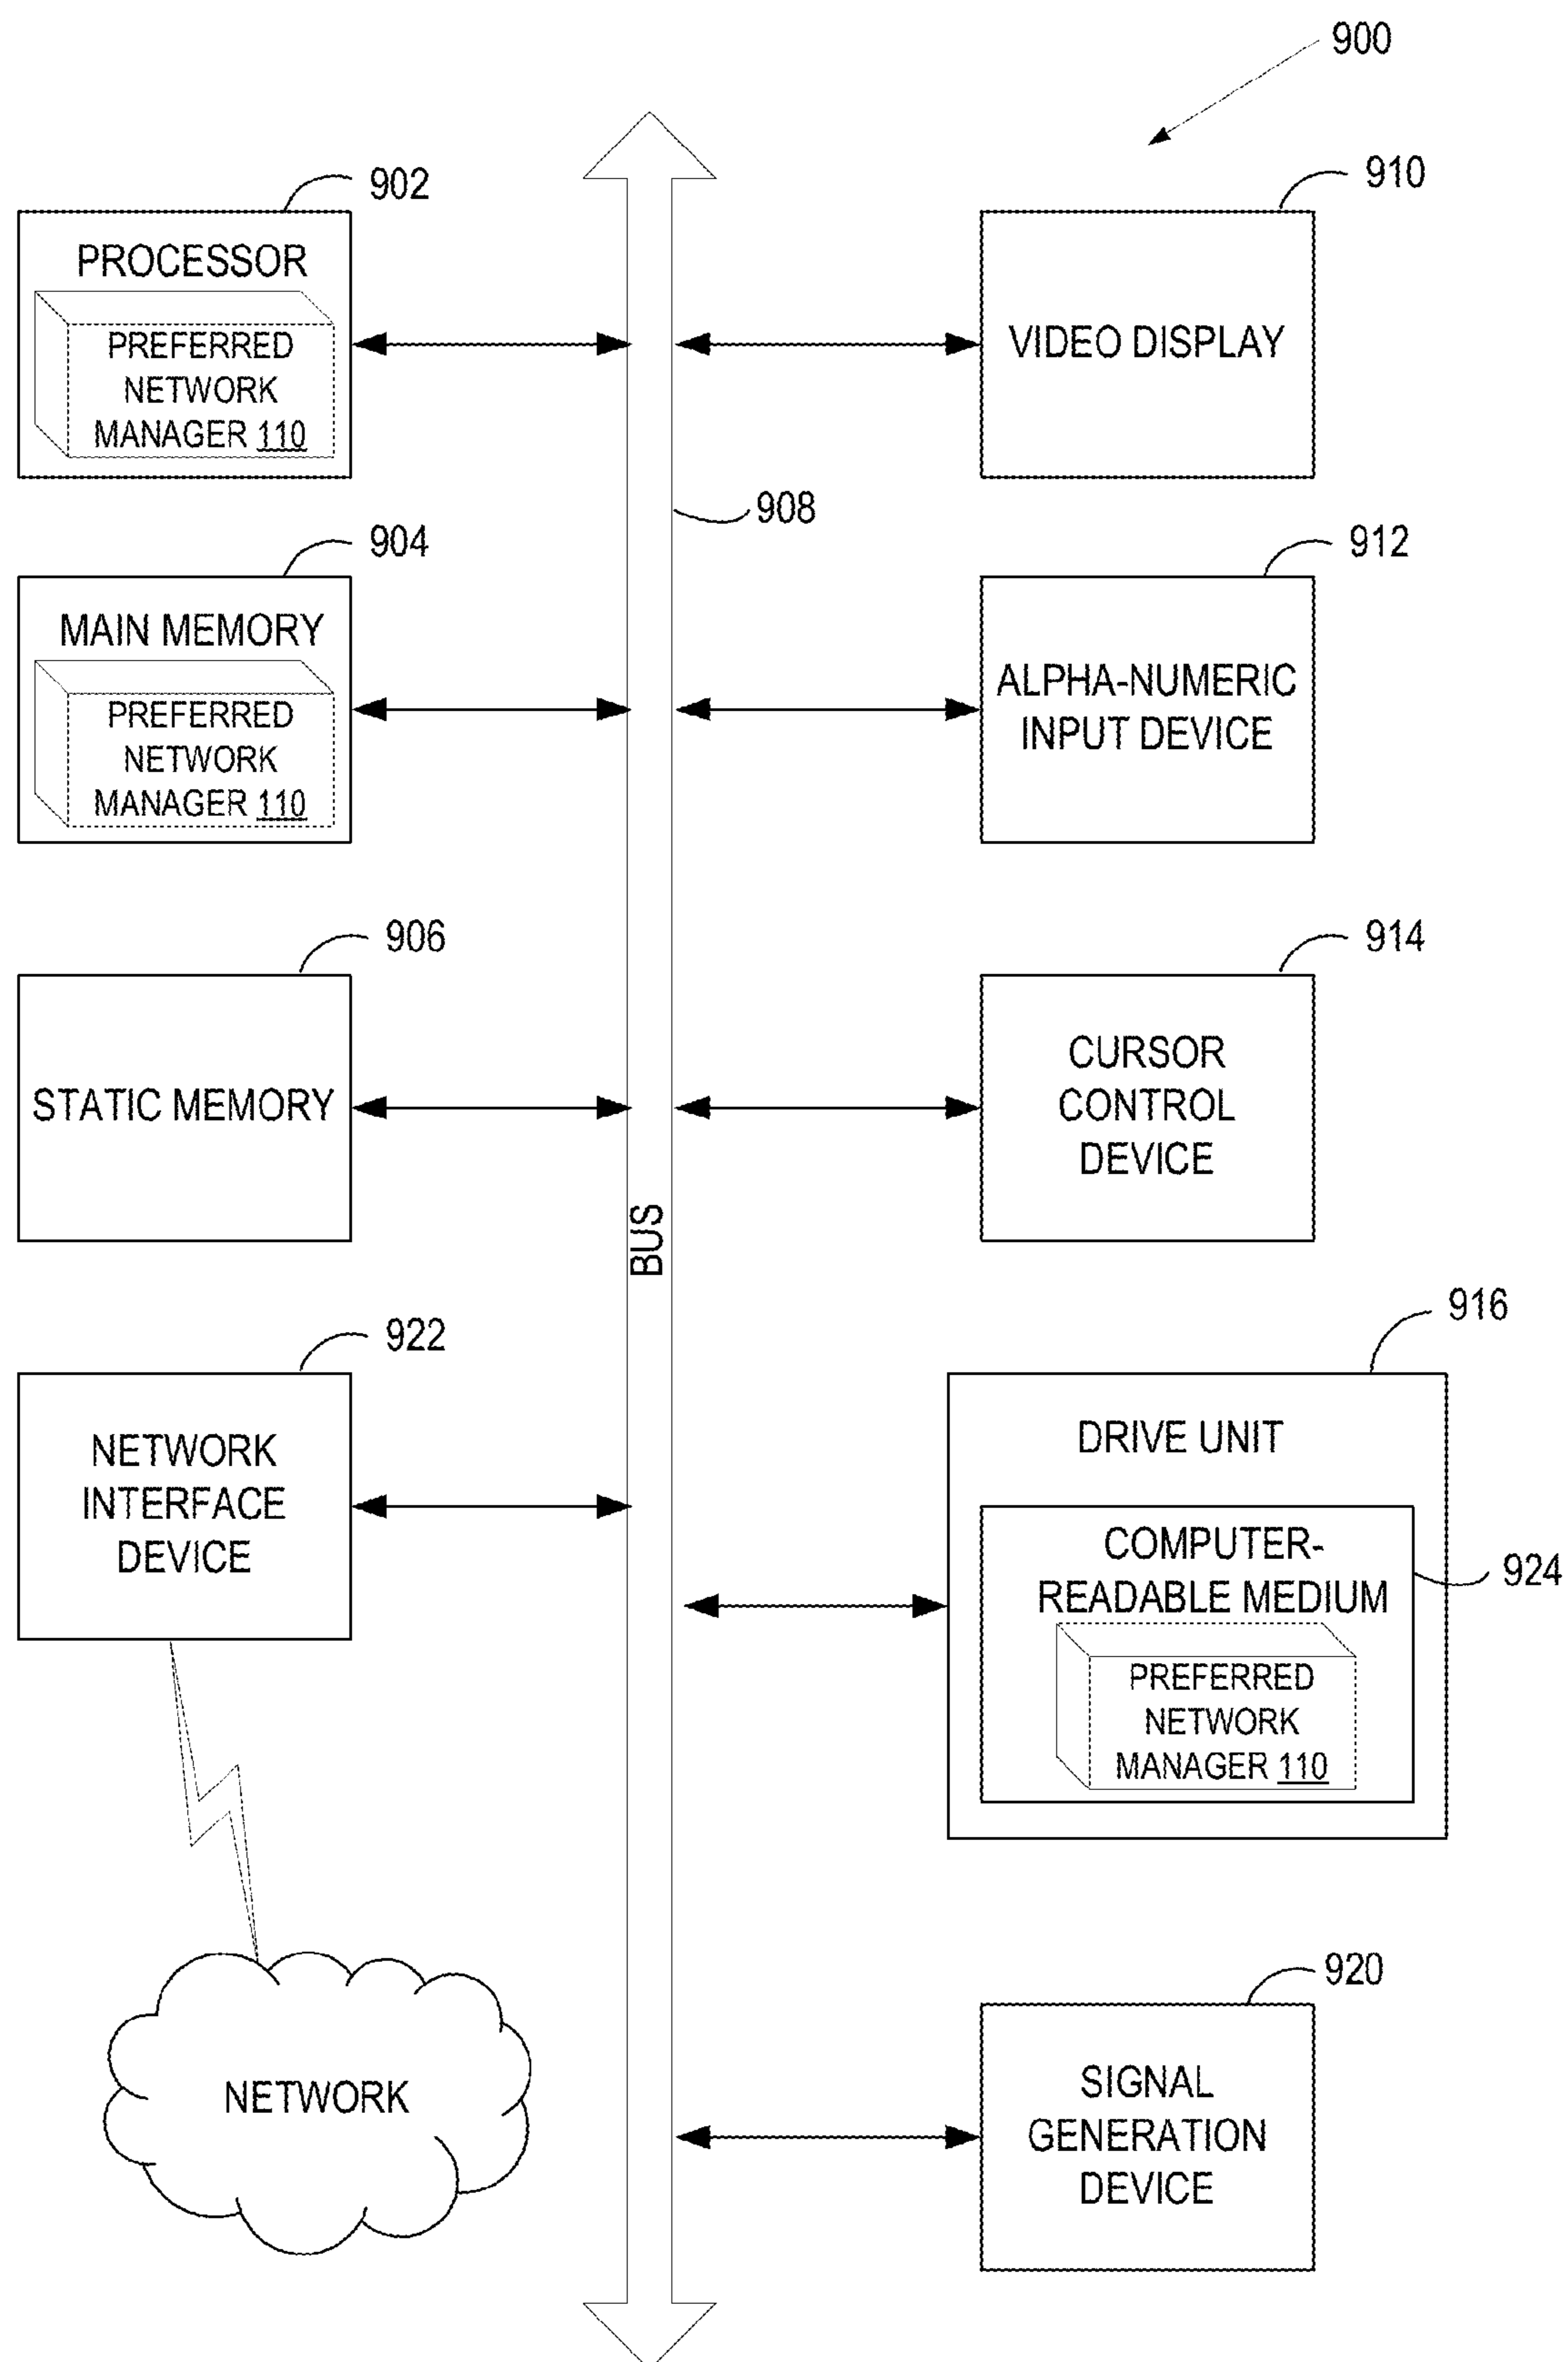 900
902
PROCESSOR
PREFERRED
NETWORK
MANAGER 110
910
VIDEO DISPLAY
908
904
MAIN MEMORY
PREFERRED
NETWORK
MANAGER 110
912
ALPHA-NUMERIC
INPUT DEVICE
906
STATIC MEMORY
914
CURSOR
CONTROL
DEVICE
BUS
922
NETWORK
INTERFACE
DEVICE
916
DRIVE UNIT
COMPUTER-
READABLE MEDIUM
924
PREFERRED
NETWORK
MANAGER 110
NETWORK
920
SIGNAL
GENERATION
DEVICE